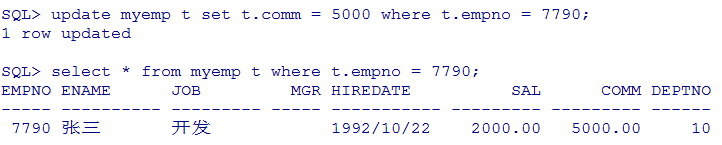 SQL> update myemp t set t.comm = 5000 where t.empno = 7790;
1 row updated
SQL> select * from myemp t where t.empno = 7790;
EMPNO ENAME      JOB         MGR HIREDATE          SAL      COMM DEPTNO
----- ---------- --------- ----- ----------- --------- --------- ------
 7790 张三       开发            1992/10/22    2000.00   5000.00     10